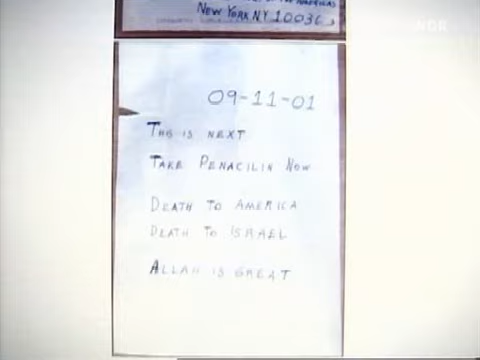 NEW YORK NY 10036
NGR
09-11-01
THIS IS NEXT
TAKE PENACILIN NOW
DEATH TO AMERICA
DEATH TO ISRAEL
ALLAH IS GREAT